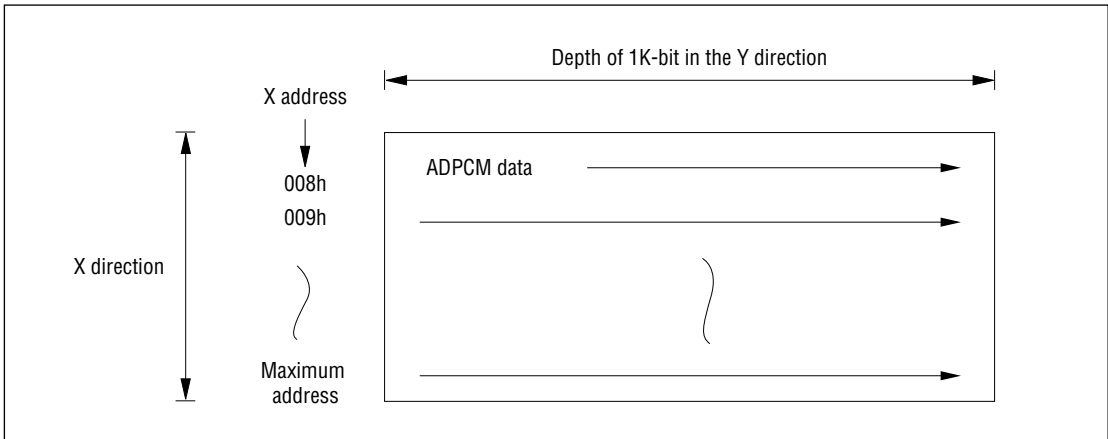 Depth of 1K-bit in the Y direction
X address
008h
ADPCM data
009h
X direction
Maximum
address